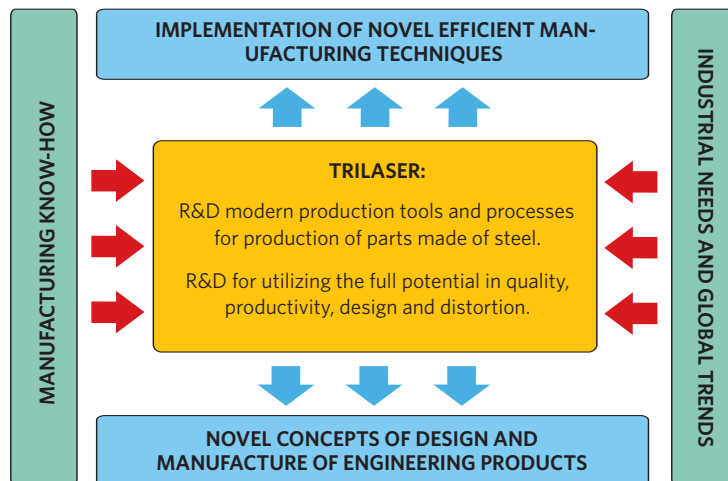 IMPLEMENTATION OF NOVEL EFFICIENT MAN-
UFACTURING TECHNIQUES
MANUFACTURING KNOW-HOW
TRILASER:
R&D modern production tools and processes
for production of parts made of steel.
R&D for utilizing the full potential in quality,
productivity, design and distortion.
INDUSTRIAL NEEDS AND GLOBAL TRENDS
NOVEL CONCEPTS OF DESIGN AND
MANUFACTURE OF ENGINEERING PRODUCTS